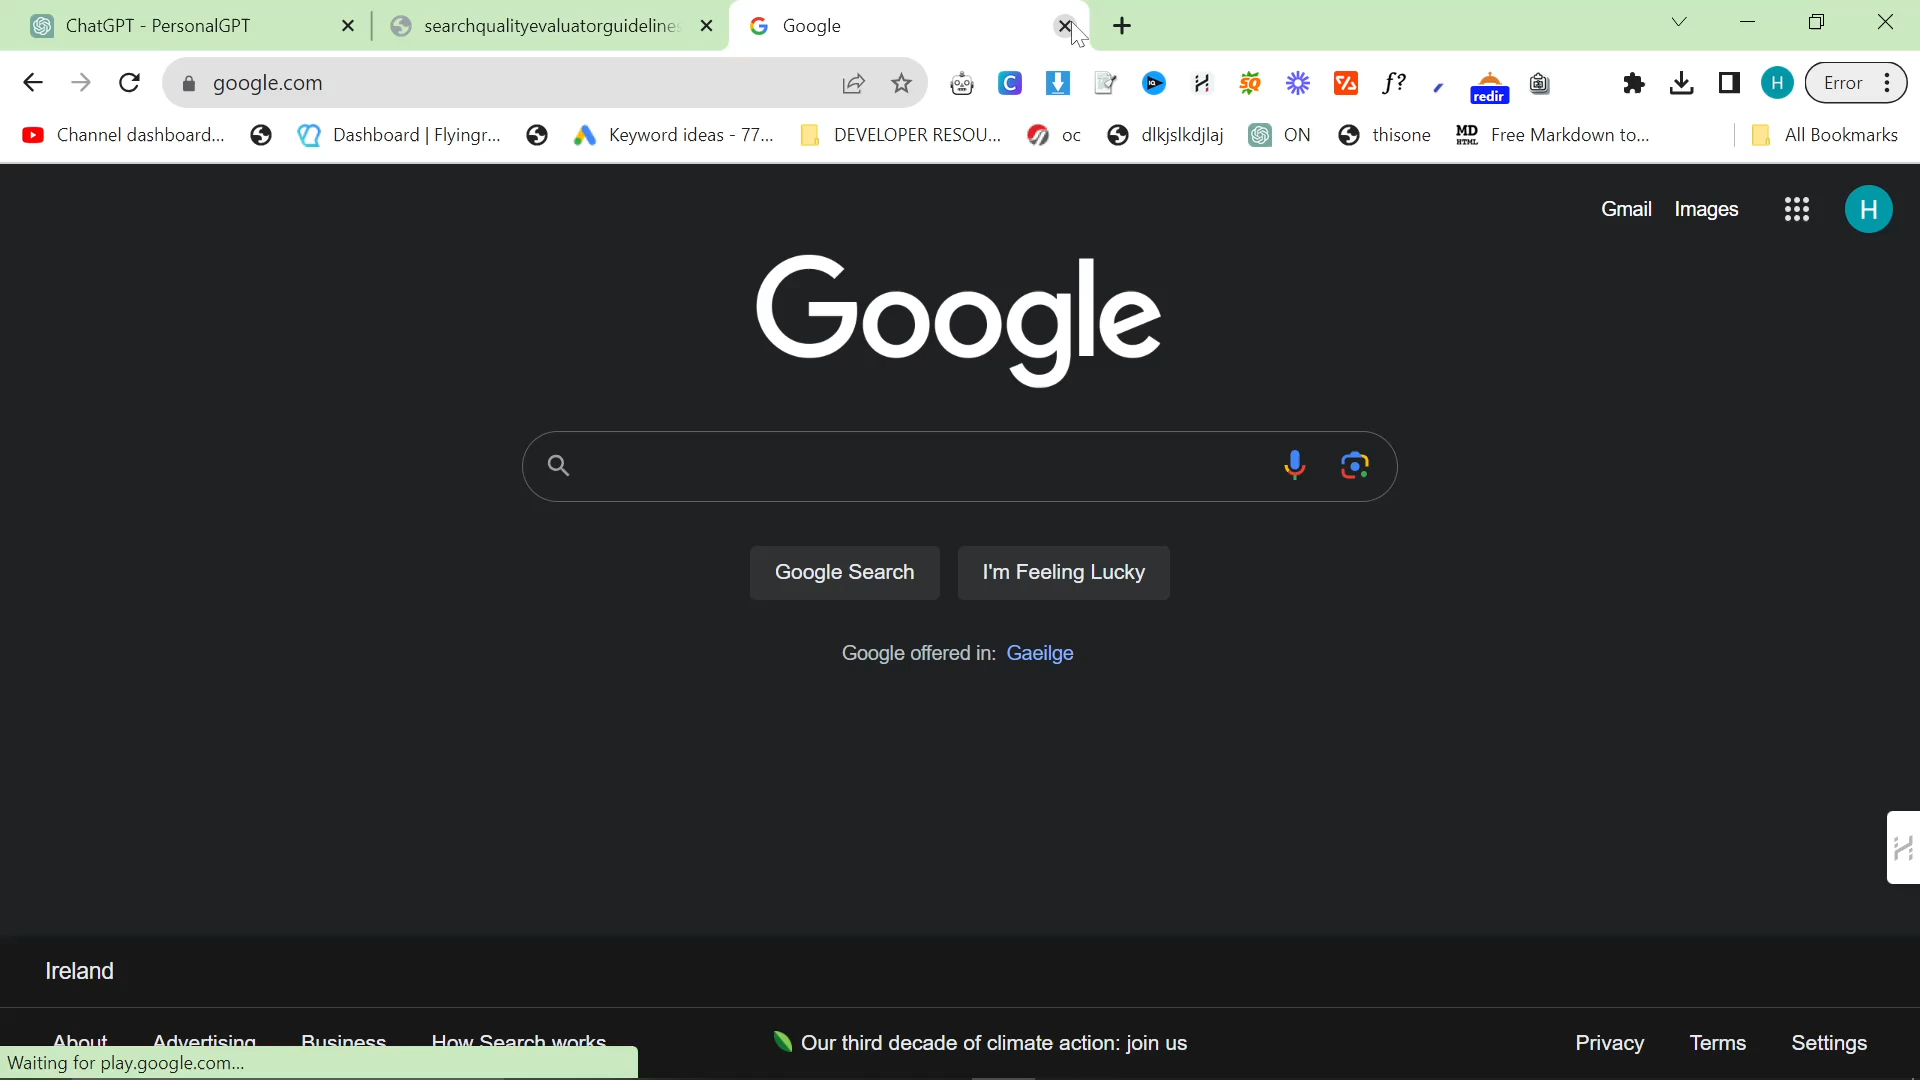 ChatGPT - PersonalGPT
searchqualityevaluatorguidelines
Google
google.com
redir
Error
Channel dashboard...
Dashboard | Flyingr...
Keyword ideas - 77...
DEVELOPER RESOU...
oc
dlkjslkdjlaj
ON
thisone
MD HTML
Free Markdown to...
All Bookmarks
Gmail
Images
H
Google
Google Search
I'm Feeling Lucky
Google offered in: Gaeilge
Ireland
About
Advertising
Business
How Search works
Our third decade of climate action: join us
Privacy
Terms
Settings
Waiting for play.google.com...